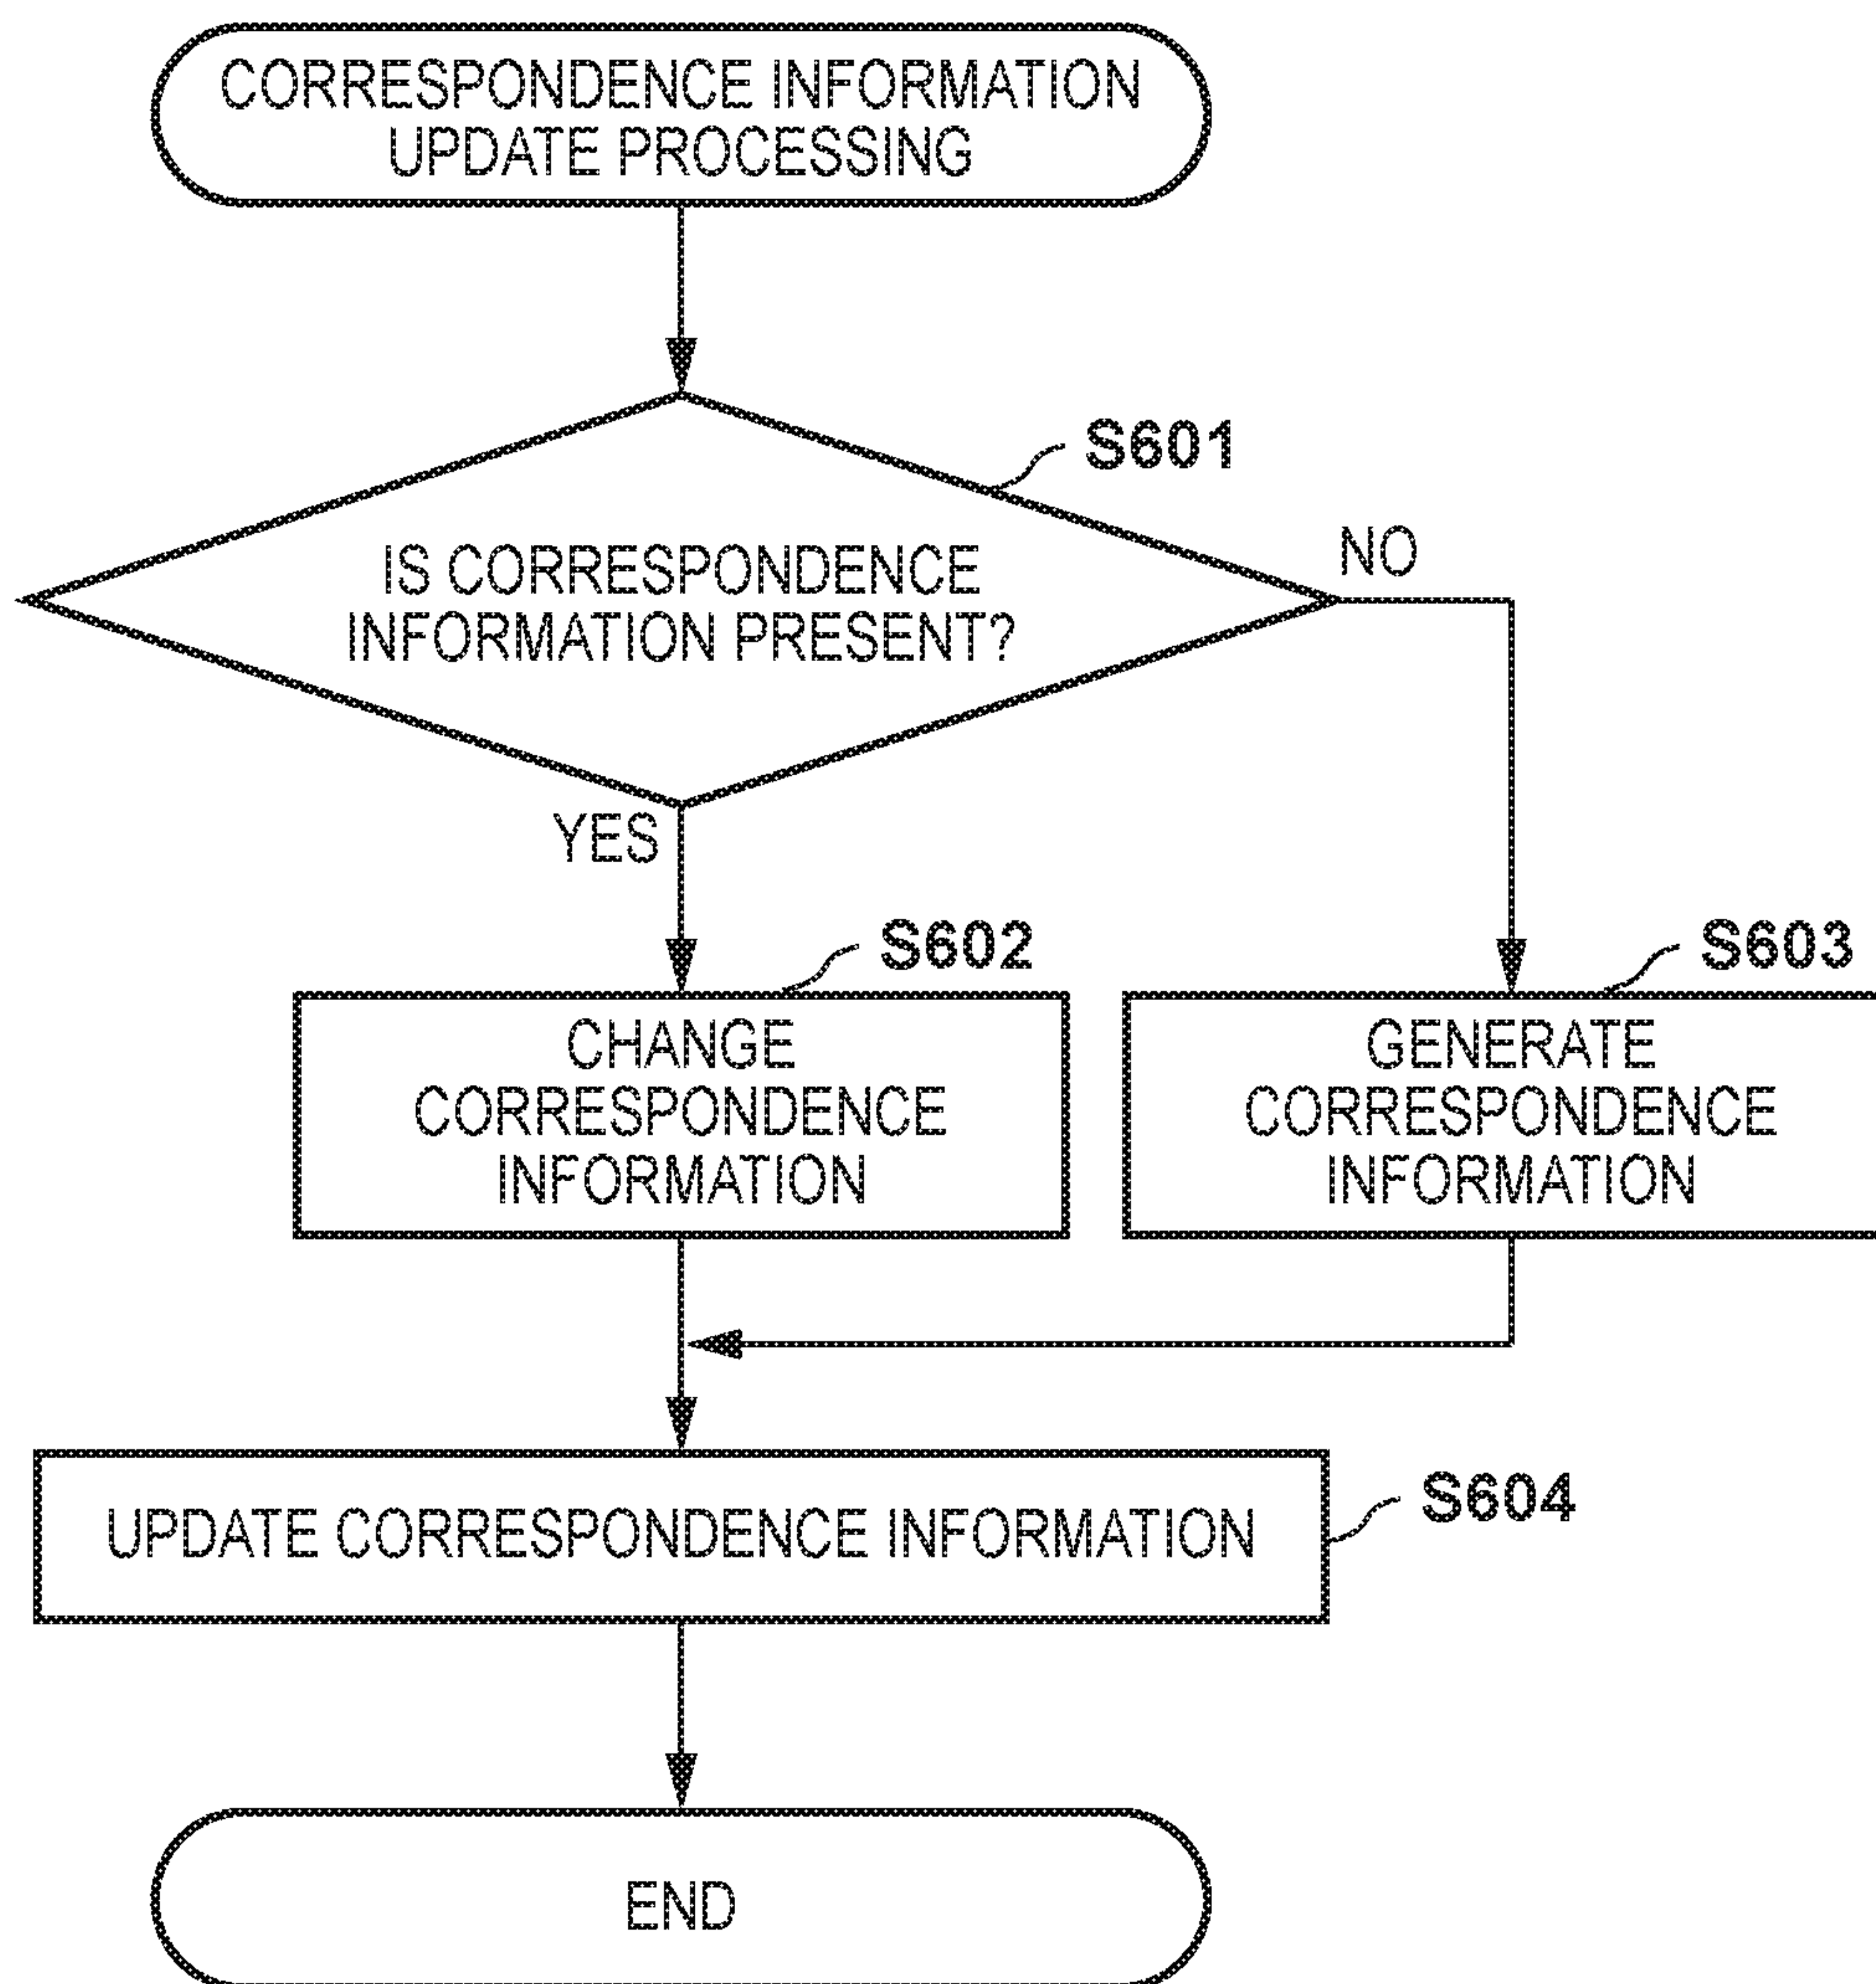 CORRESPONDENCE INFORMATION
UPDATE PROCESSING
S601
IS CORRESPONDENCE
INFORMATION PRESENT?
NO
YES
S602
CHANGE
CORRESPONDENCE
INFORMATION
S603
GENERATE
CORRESPONDENCE
INFORMATION
UPDATE CORRESPONDENCE INFORMATION
S604
END